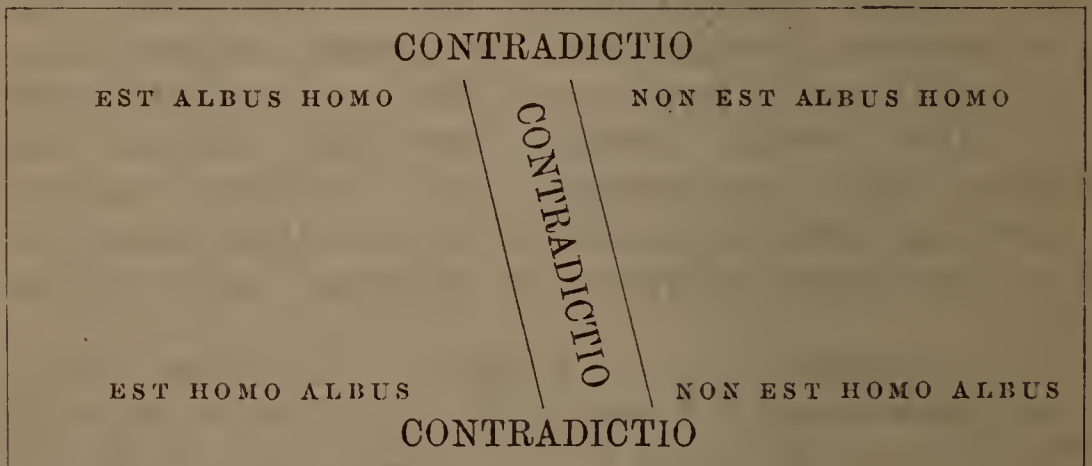 CONTRADICTIO
EST ALBUS HOMO
NON EST ALBUS HOMO
CONTRADICTIO
EST HOMO ALBUS
NON EST HOMO ALBUS
CONTRADICTIO